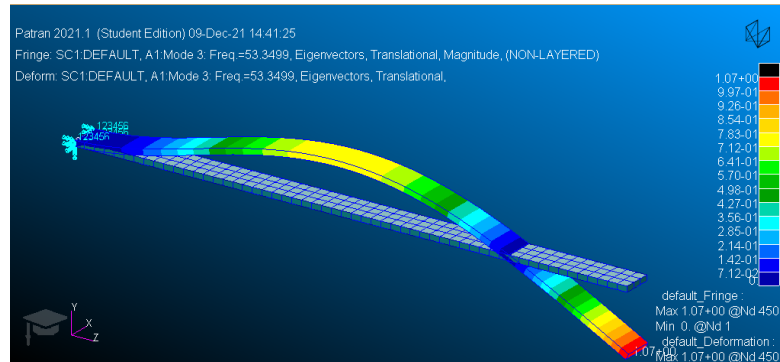 Patran 2021.1 (Student Edition) 09-Dec-21 14:41:25
Fringe: SC1:DEFAULT, A1:Mode 3: Freq.=53.3499, Eigenvectors, Translational, Magnitude, (NON-LAYERED)
Deform: SC1:DEFAULT, A1:Mode 3: Freq.=53.3499, Eigenvectors, Translational,
1.07+00
9.97-01
9.26-01
8.54-01
7.83-01
7.12-01
6.41-01
5.70-01
4.98-01
4.27-01
3.56-01
2.85-01
2.14-01
1.42-01
7.12-02
0.
123456
123456
default_Fringe :
Max 1.07+00 @Nd 450
Min 0. @Nd 1
default_Deformation :
Max 1.07+00 @Nd 450
1.07+00
Y
X
Z